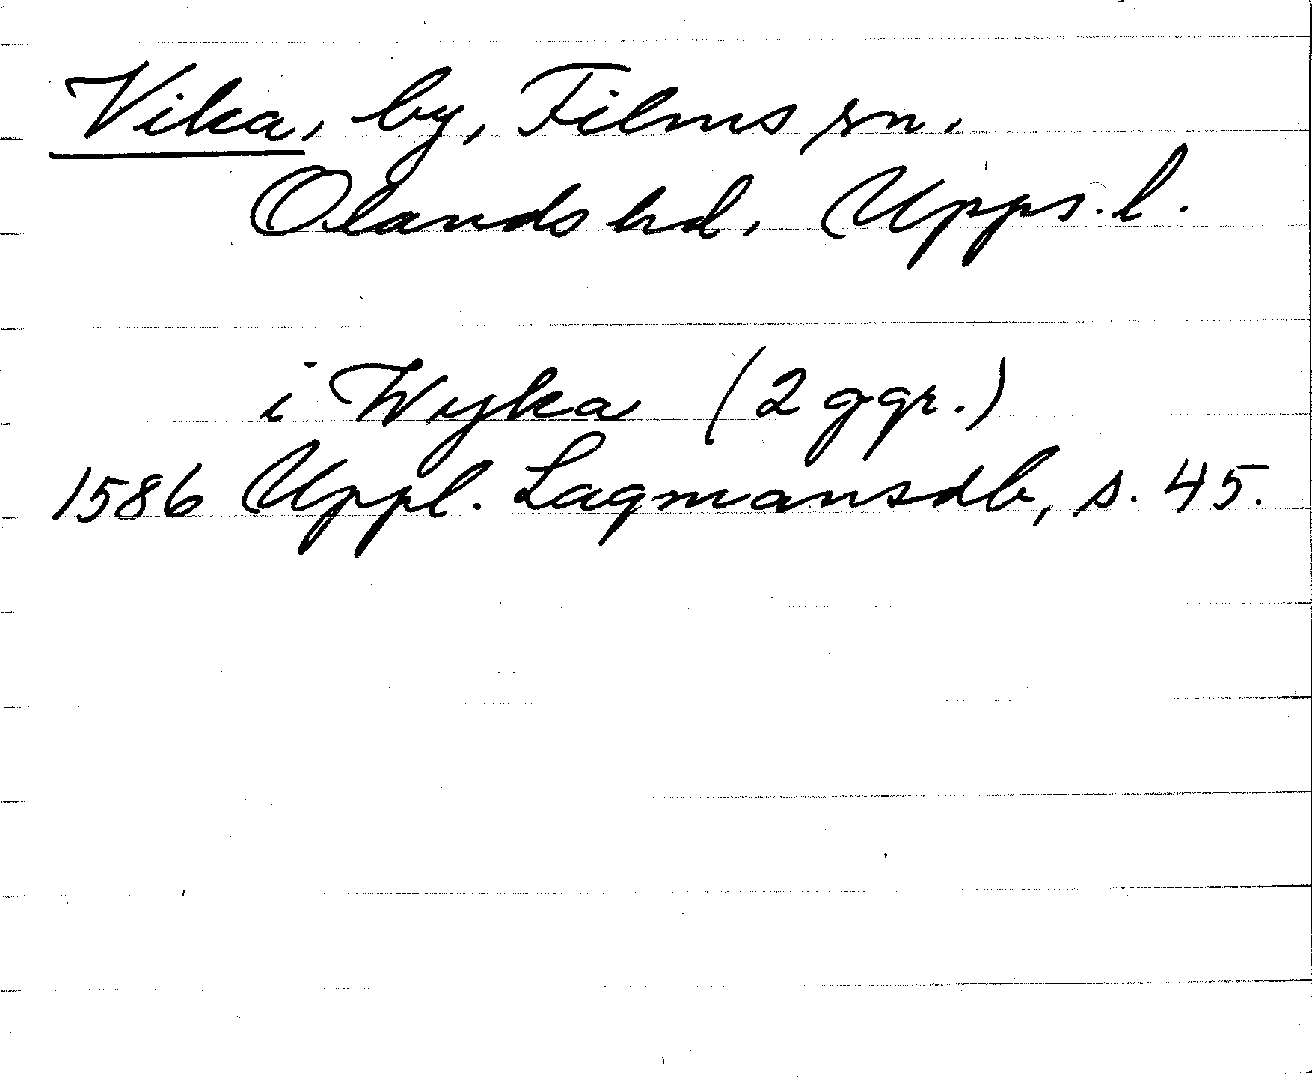 Vika, by, Films sn.
Olands hd, Upps. l.
i Wyka (2 ggr.)
1586 Uppl. Lagmansdb, s. 45.